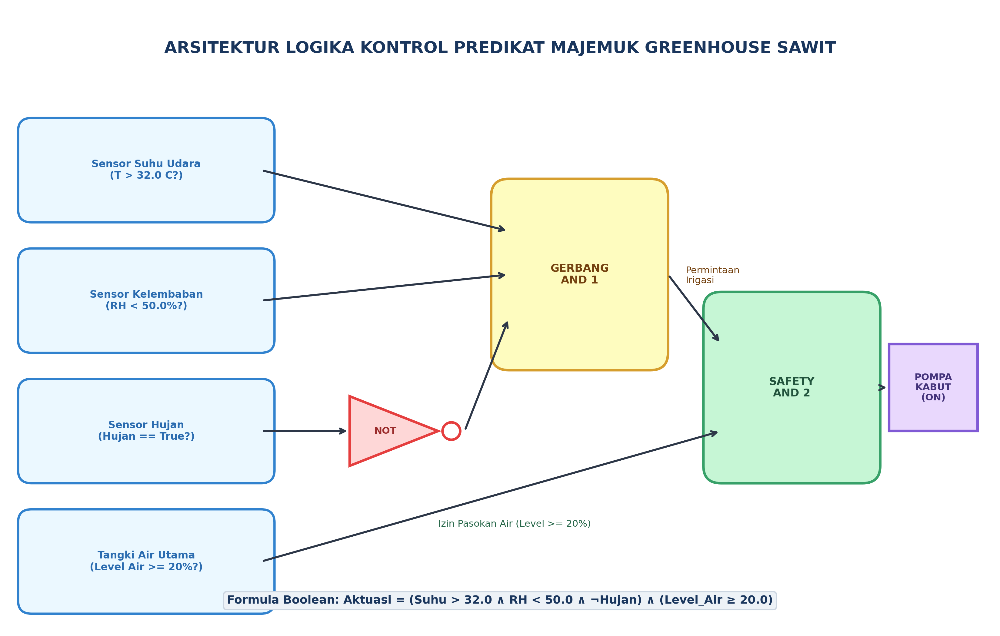 ARSITEKTUR LOGIKA KONTROL PREDIKAT MAJEMUK GREENHOUSE SAWIT
Sensor Suhu Udara
(T > 32.0 C?)
Sensor Kelembaban
(RH < 50.0%?)
Sensor Hujan
(Hujan == True?)
Tangki Air Utama
(Level Air >= 20%?)
NOT
GERBANG
AND 1
Permintaan
Irigasi
SAFETY
AND 2
POMPA
KABUT
(ON)
Izin Pasokan Air (Level >= 20%)
Formula Boolean: Aktuasi = (Suhu > 32.0 ∧ RH < 50.0 ∧ ¬Hujan) ∧ (Level_Air ≥ 20.0)